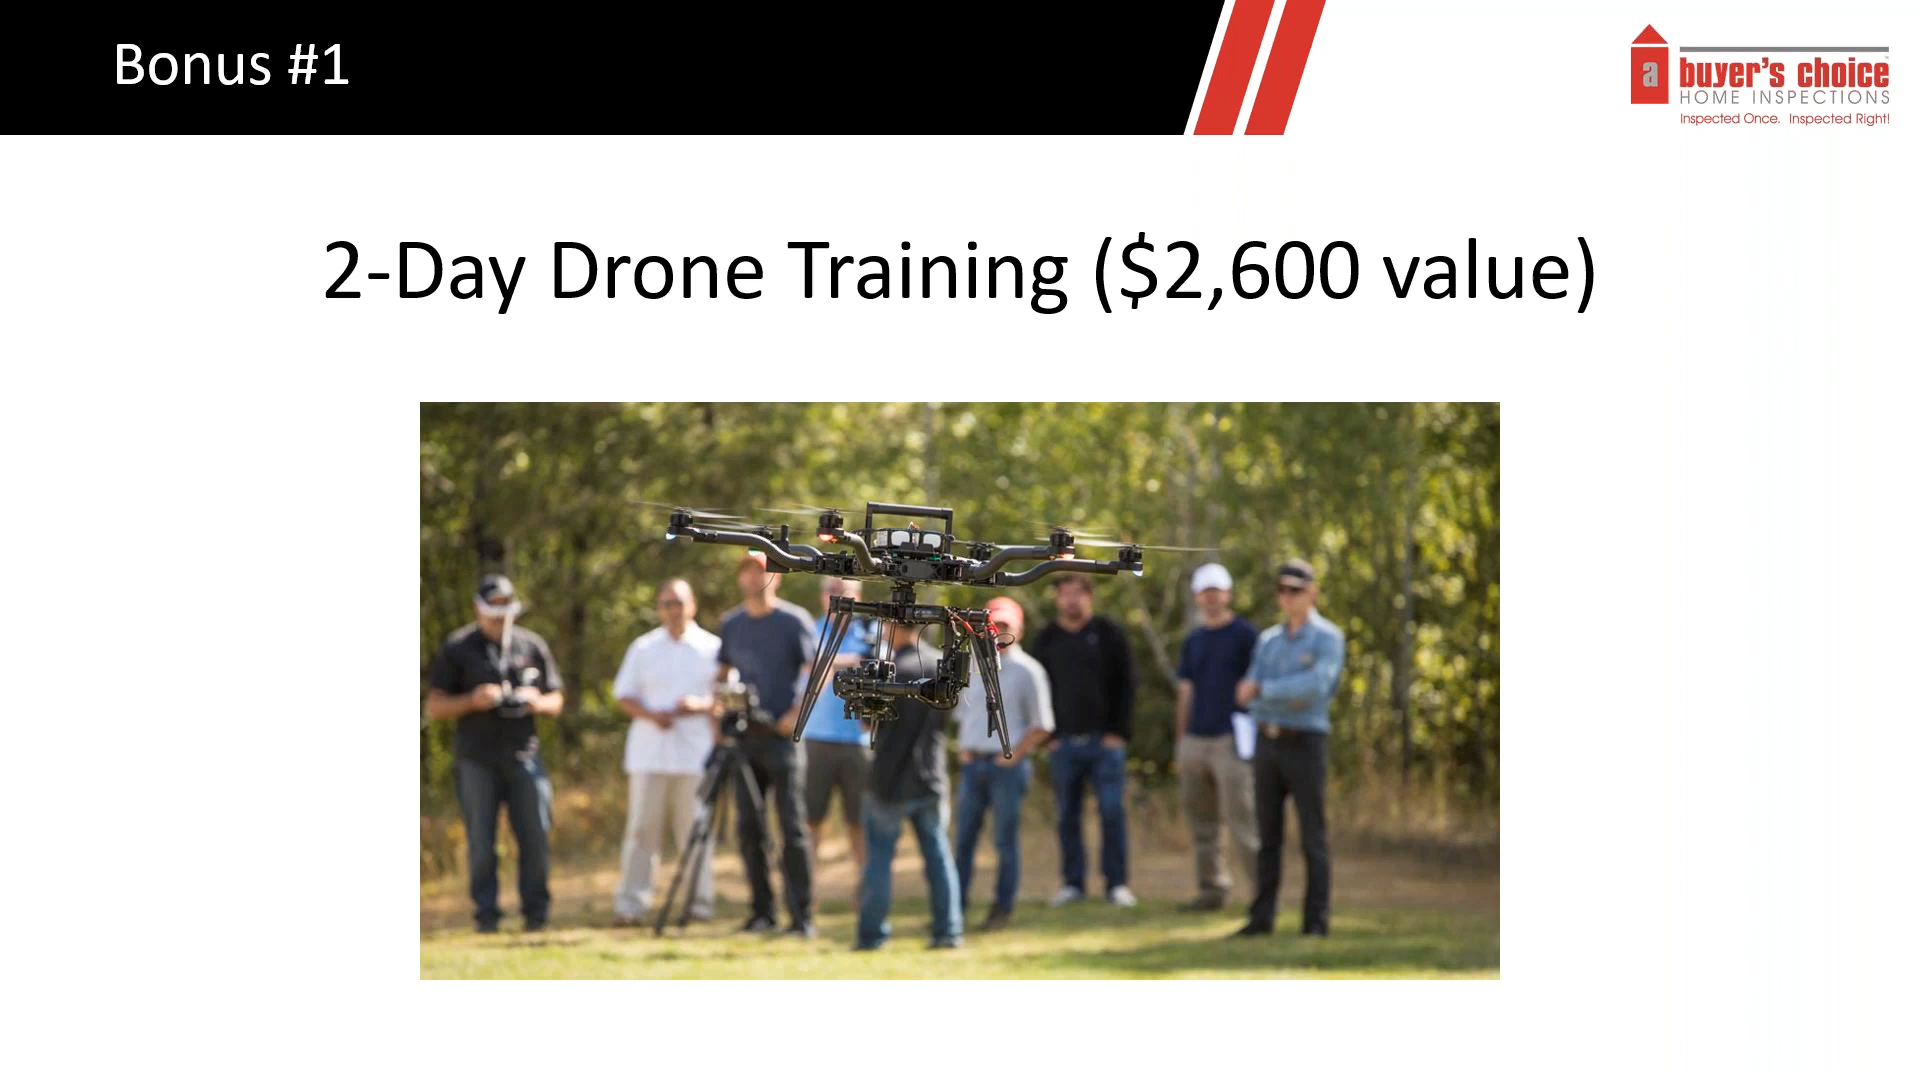 Bonus #1
a buyer's choice
HOME INSPECTIONS
Inspected Once. Inspected Right!
2-Day Drone Training ($2,600 value)